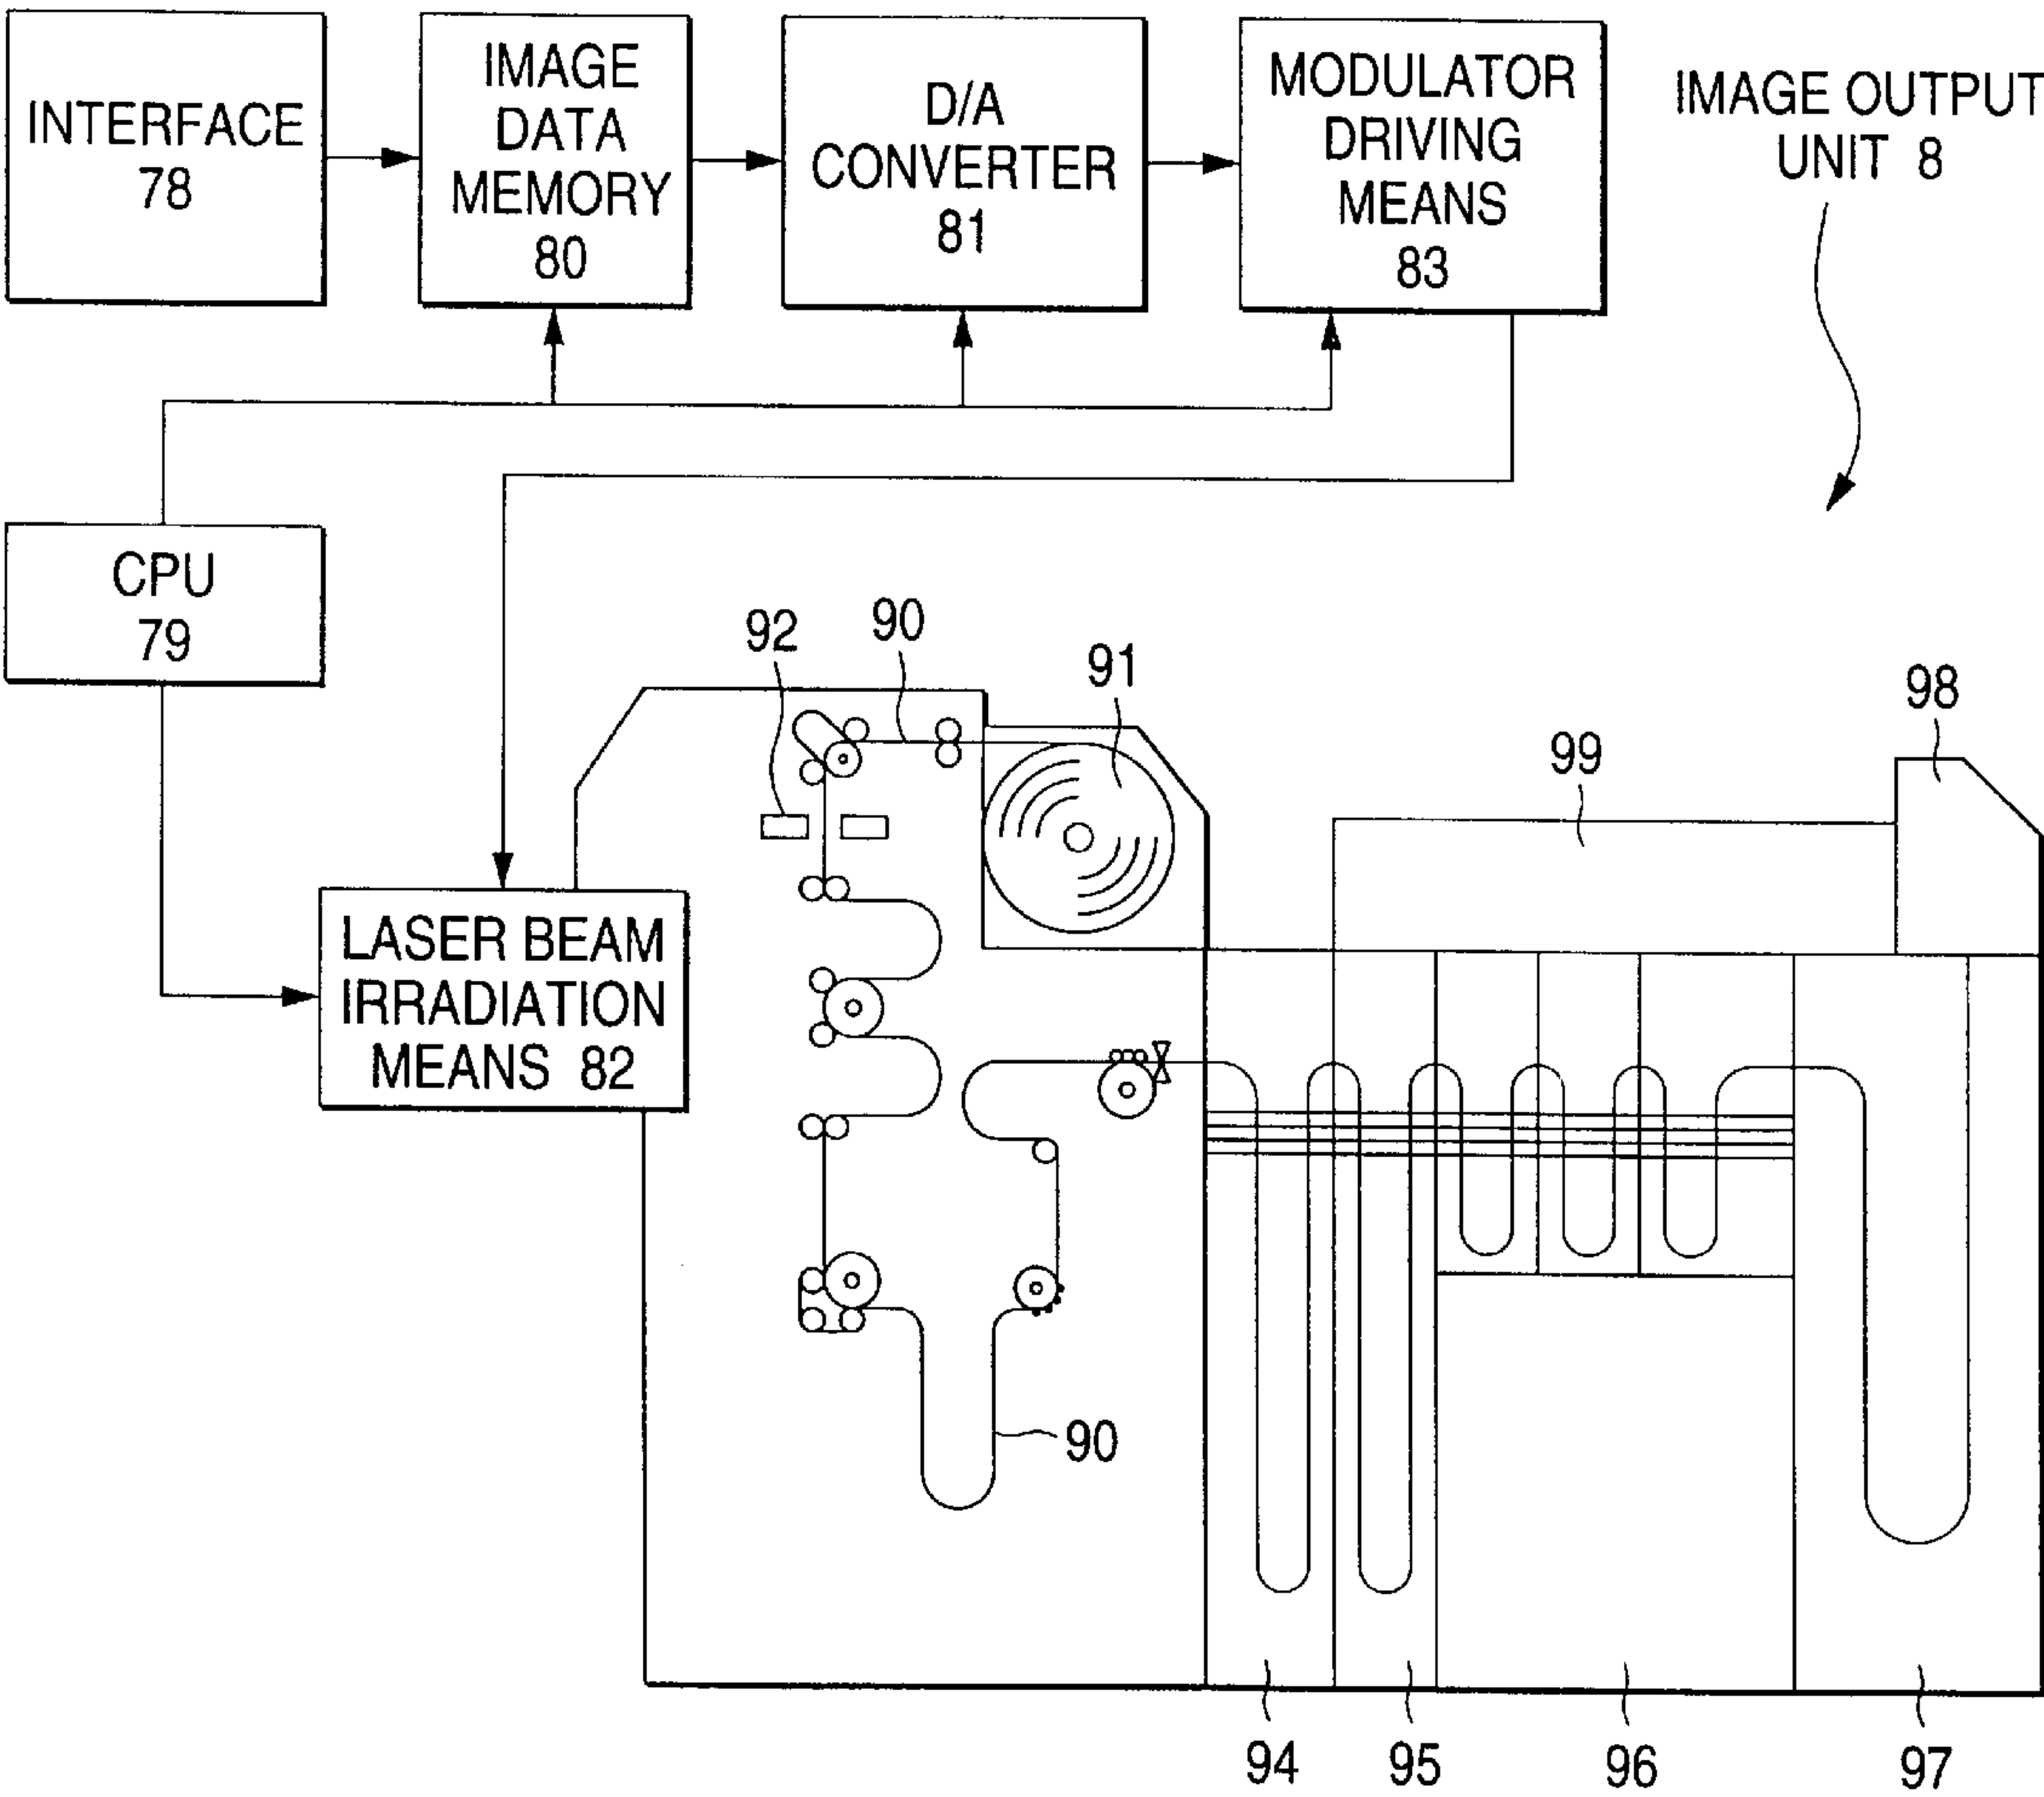 INTERFACE
78
IMAGE
DATA
MEMORY
80
D/A
CONVERTER
81
MODULATOR
DRIVING
MEANS
83
IMAGE OUTPUT
UNIT 8
CPU
79
92
90
91
98
99
LASER BEAM
IRRADIATION
MEANS 82
90
94
95
96
97